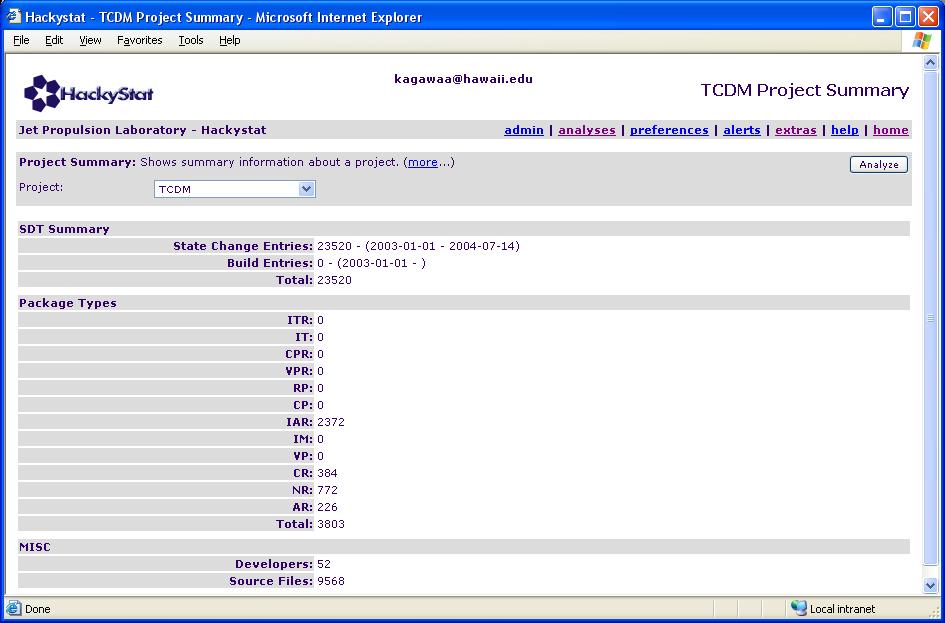 Hackystat - TCDM Project Summary - Microsoft Internet Explorer
File Edit View Favorites Tools Help
HackyStat
kagawaa@hawaii.edu
TCDM Project Summary
Jet Propulsion Laboratory - Hackystat
admin | analyses | preferences | alerts | extras | help | home
Project Summary: Shows summary information about a project. (more...)
Analyze
Project: TCDM
SDT Summary
State Change Entries: 23520 - (2003-01-01 - 2004-07-14)
Build Entries: 0 - (2003-01-01 - )
Total: 23520
Package Types
ITR: 0
IT: 0
CPR: 0
VPR: 0
RP: 0
CP: 0
IAR: 2372
IM: 0
VP: 0
CR: 384
NR: 772
AR: 226
Total: 3803
MISC
Developers: 52
Source Files: 9568
Done
Local intranet